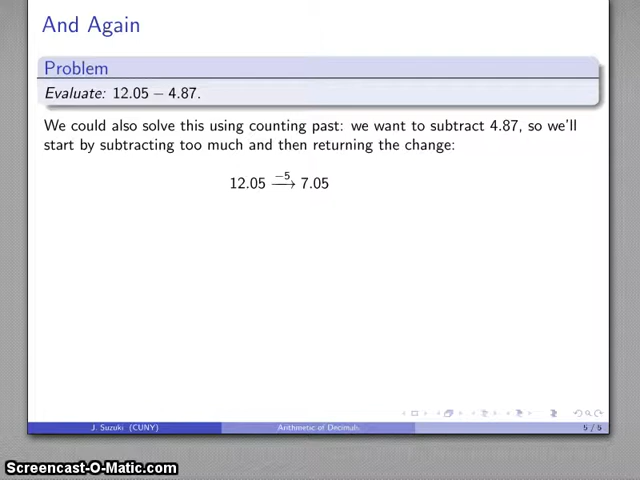 And Again
Problem
Evaluate: 12.05 − 4.87.
We could also solve this using counting past: we want to subtract 4.87, so we'll
start by subtracting too much and then returning the change:
12.05 −5⟶ 7.05
J. Suzuki (CUNY)
Arithmetic of Decimals
5 / 5
Screencast-O-Matic.com